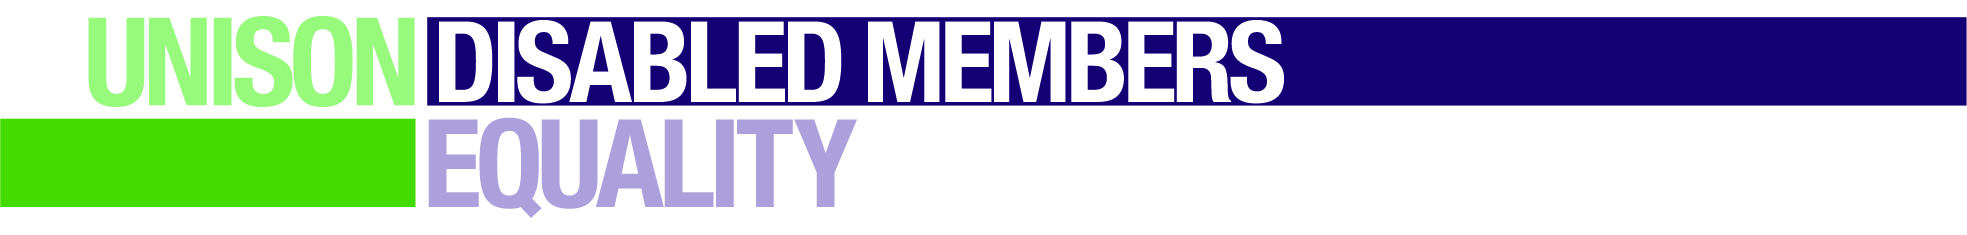 UNISON DISABLED MEMBERS
EQUALITY